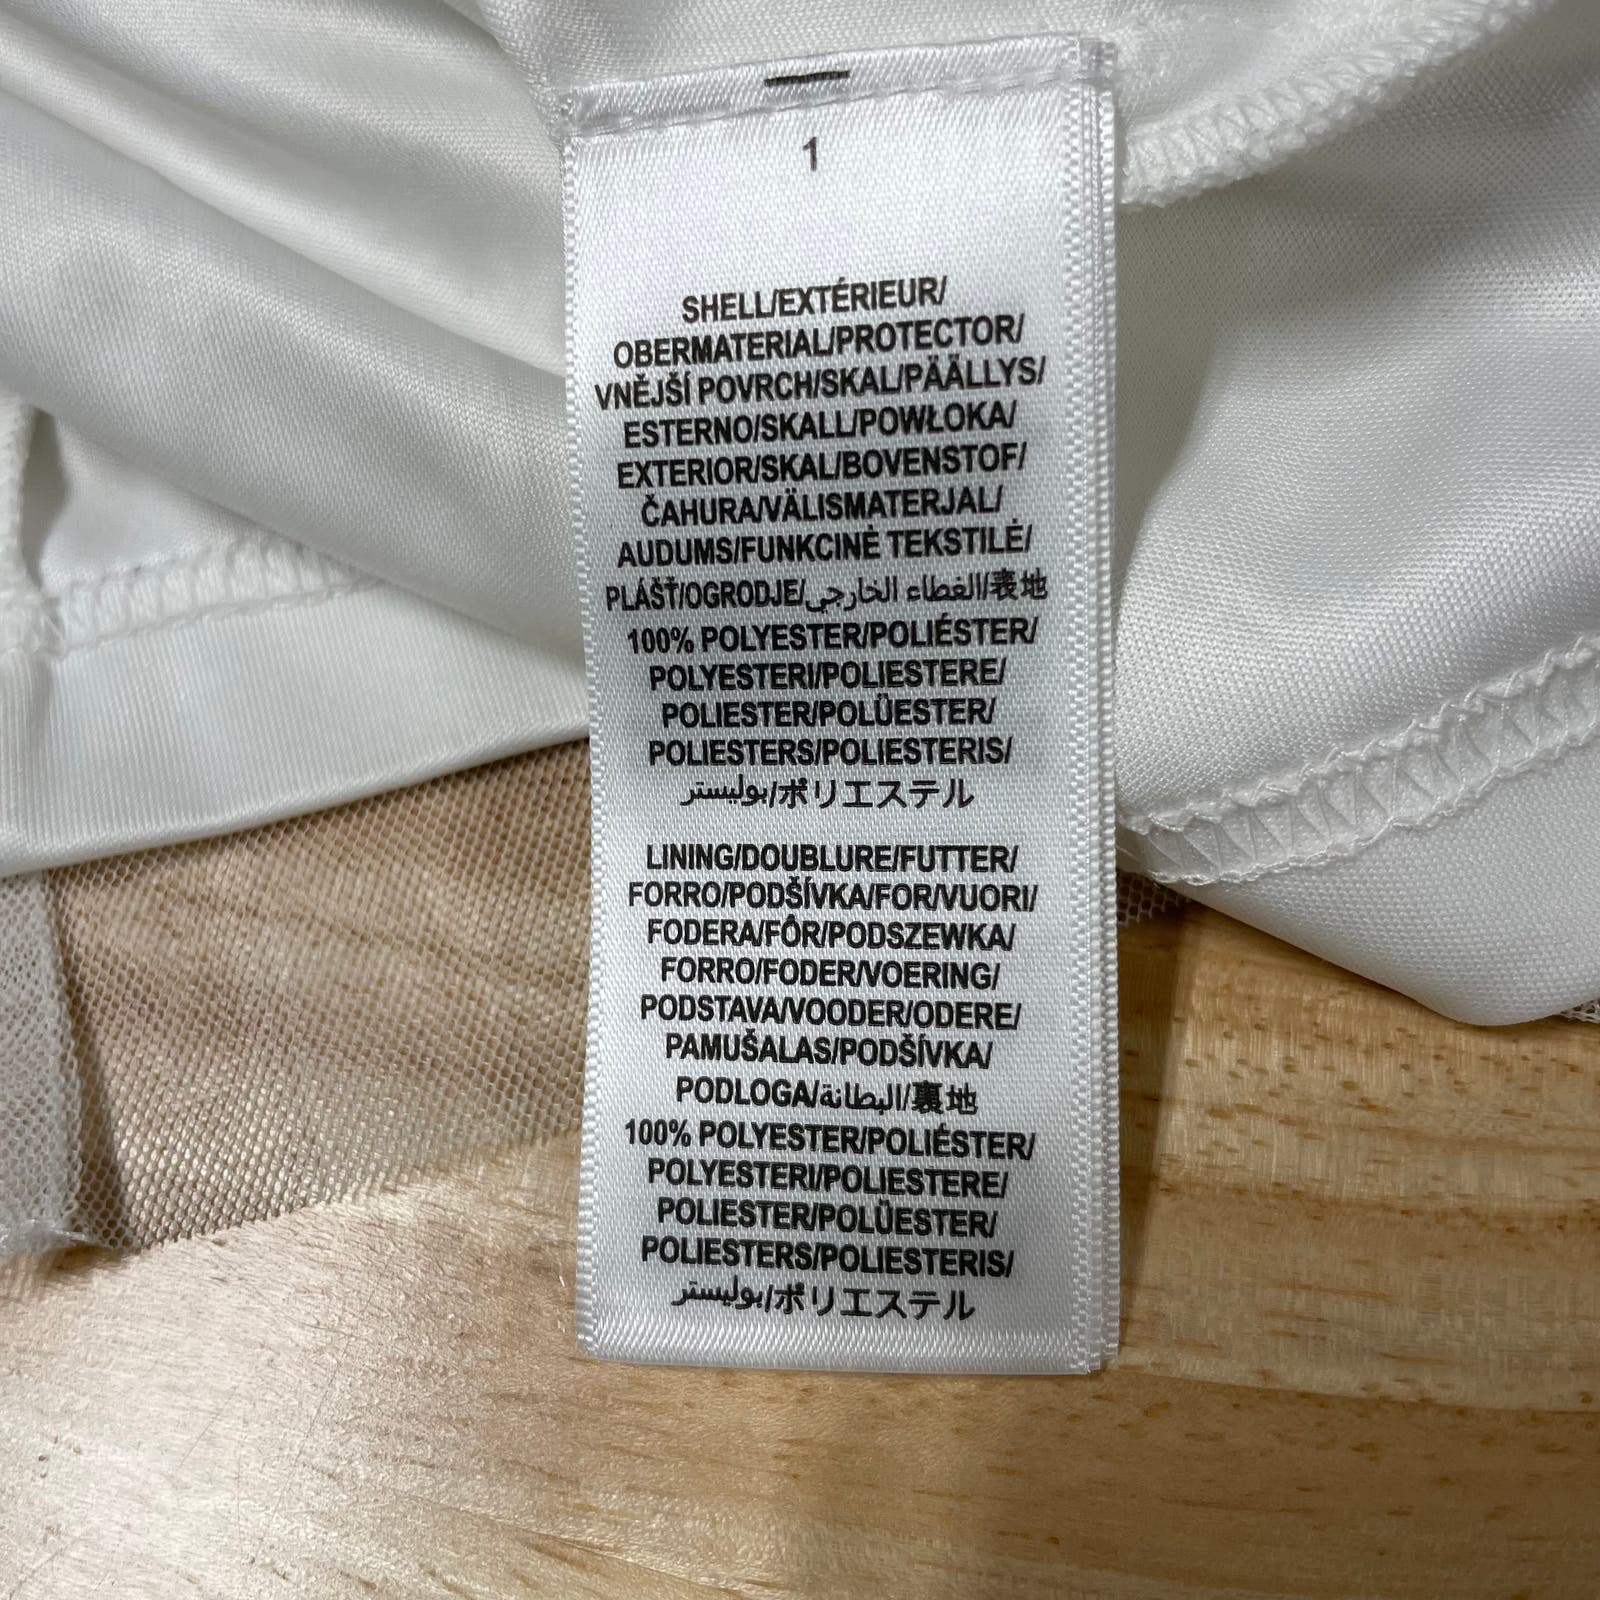 1
SHELL/EXTÉRIEUR/
OBERMATERIAL/PROTECTOR/
VNĚJŠÍ POVRCH/SKAL/PÄÄLLYS/
ESTERNO/SKALL/POWŁOKA/
EXTERIOR/SKAL/BOVENSTOF/
ČAHURA/VÄLISMATERJAL/
AUDUMS/FUNKCINĖ TEKSTILĖ/
PLÁŠŤ/OGRODJE/الغطاء الخارجي/表地
100% POLYESTER/POLIÉSTER/
POLYESTERI/POLIESTERE/
POLIESTER/POLÜESTER/
POLIESTERS/POLIESTERIS/
بوليستر/ポリエステル
LINING/DOUBLURE/FUTTER/
FORRO/PODŠÍVKA/FOR/VUORI/
FODERA/FÔR/PODSZEWKA/
FORRO/FODER/VOERING/
PODSTAVA/VOODER/ODERE/
PAMUŠALAS/PODŠÍVKA/
PODLOGA/البطانة/裏地
100% POLYESTER/POLIÉSTER/
POLYESTERI/POLIESTERE/
POLIESTER/POLÜESTER/
POLIESTERS/POLIESTERIS/
بوليستر/ポリエステル